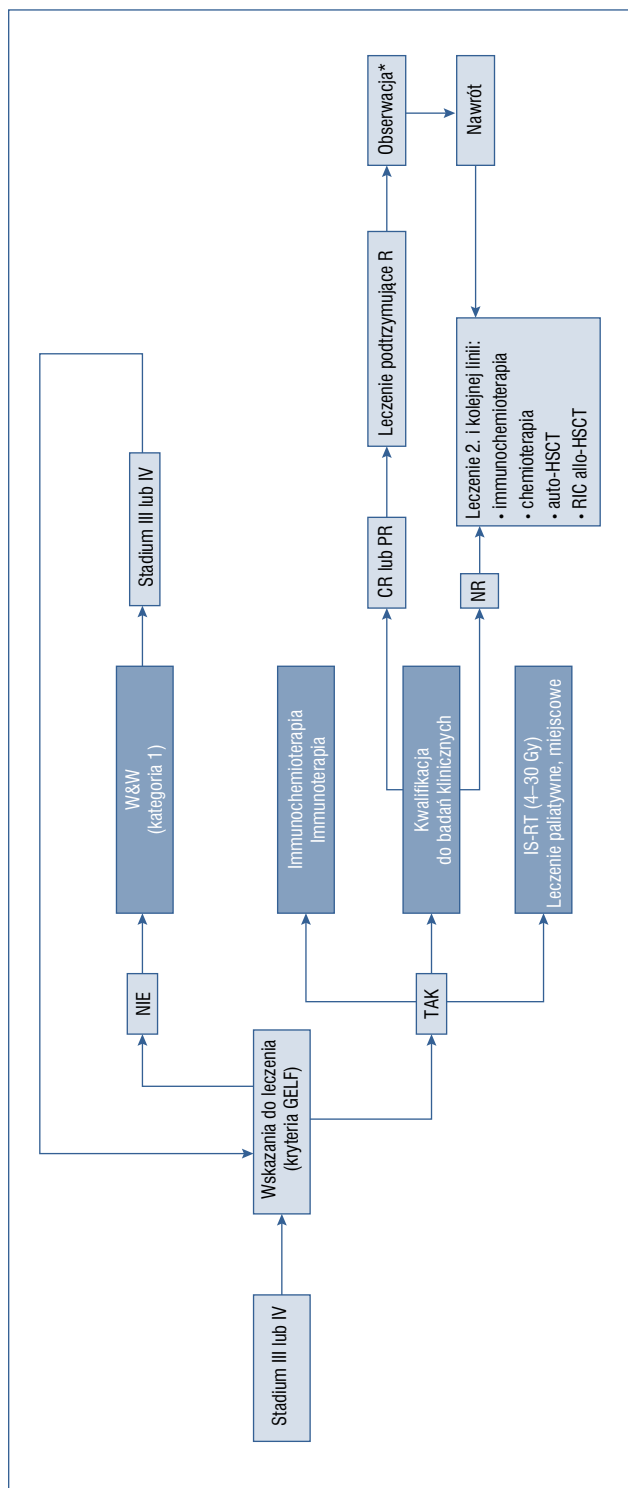 Stadium III lub IV
Wskazania do leczenia
(kryteria GELF)
NIE
TAK
W&W
(kategoria 1)
Stadium III lub IV
Immunochemioterapia
Immunoterapia
Kwalifikacja
do badań klinicznych
IS-RT (4–30 Gy)
Leczenie paliatywne, miejscowe
CR lub PR
NR
Leczenie podtrzymujące R
Obserwacja*
Nawrót
Leczenie 2. i kolejnej linii:
• immunochemioterapia
• chemioterapia
• auto-HSCT
• RIC allo-HSCT